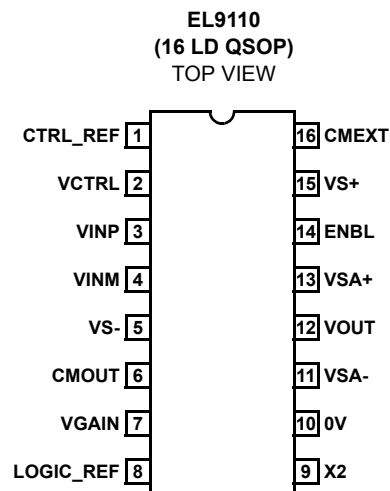 EL9110
(16 LD QSOP)
TOP VIEW
CTRL_REF 1 16 CMEXT
VCTRL 2 15 VS+
VINP 3 14 ENBL
VINM 4 13 VSA+
VS- 5 12 VOUT
CMOUT 6 11 VSA-
VGAIN 7 10 0V
LOGIC_REF 8 9 X2